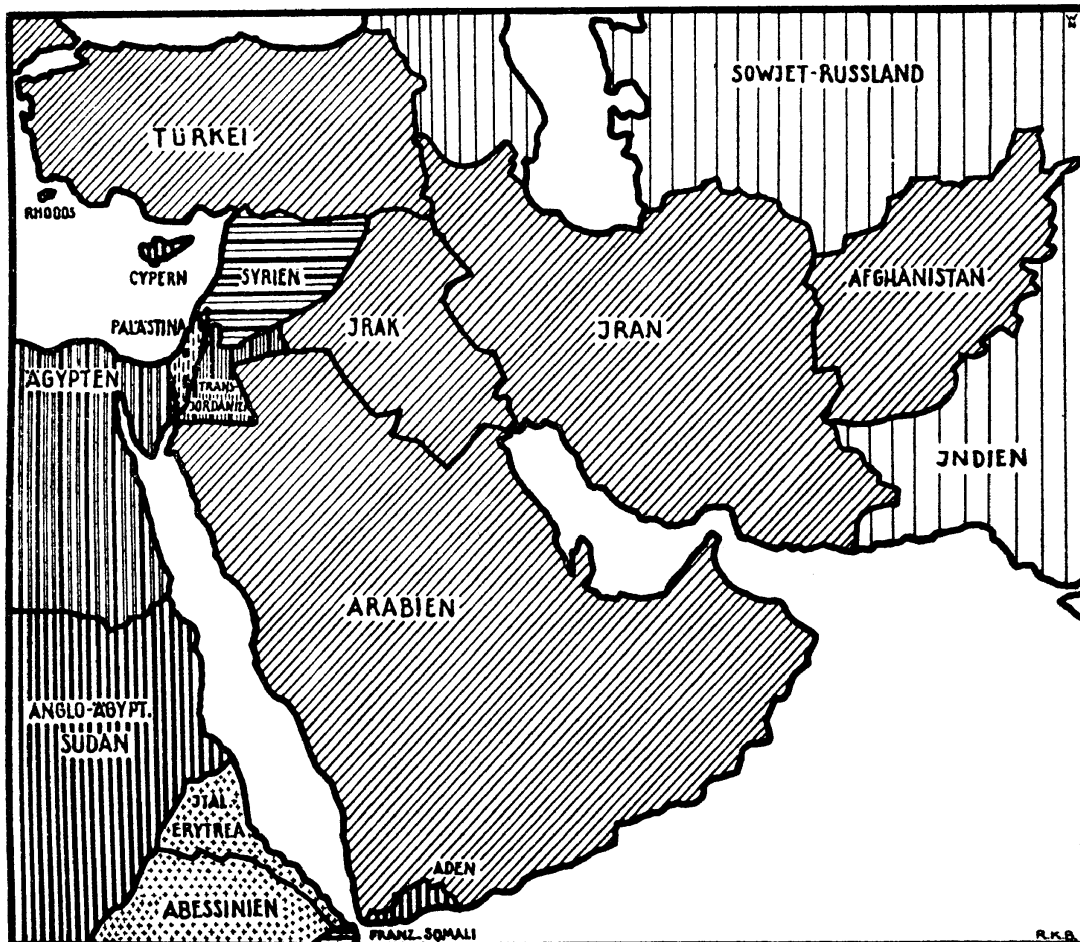 SOWJET-RUSSLAND
TÜRKEI
RHODOS
CYPERN
SYRIEN
AFGHANISTAN
PALÄSTINA
JRAK
JRAN
ÄGYPTEN
TRANS-
JORDANIEN
JNDIEN
ARABIEN
ANGLO-ÄGYPT.
SUDAN
JTAL.
ERYTREA
ADEN
ABESSINIEN
FRANZ. SOMALI
R.K.B.